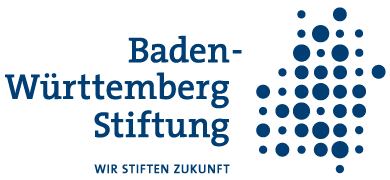 Baden-
Württemberg
Stiftung
WIR STIFTEN ZUKUNFT